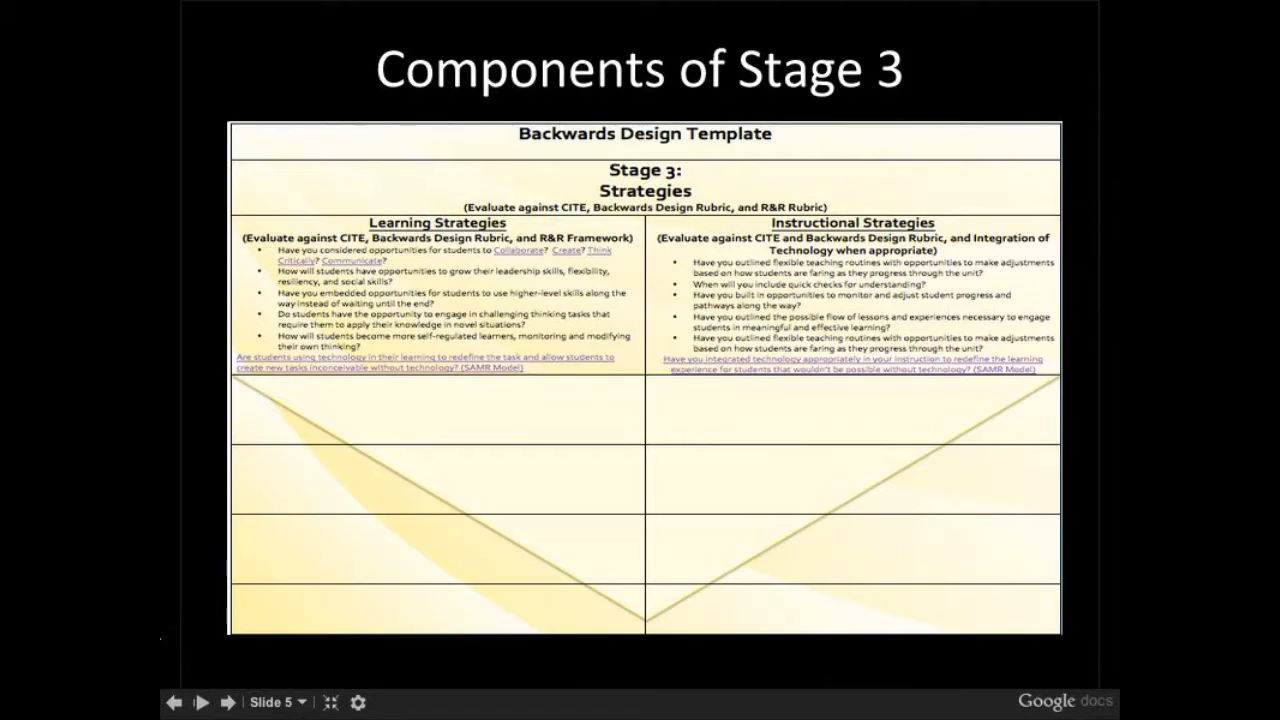 Components of Stage 3
Backwards Design Template
Stage 3:
Strategies
(Evaluate against CITE, Backwards Design Rubric, and R&R Rubric)
Learning Strategies
(Evaluate against CITE, Backwards Design Rubric, and R&R Framework)
• Have you considered opportunities for students to Collaborate? Create? Think
Critically? Communicate?
• How will students have opportunities to grow their leadership skills, flexibility,
resiliency, and social skills?
• Have you embedded opportunities for students to use higher-level skills along the
way instead of waiting until the end?
• Do students have the opportunity to engage in challenging thinking tasks that
require them to apply their knowledge in novel situations?
• How will students become more self-regulated learners, monitoring and modifying
their own thinking?
Are students using technology in their learning to redefine the task and allow students to
create new tasks inconceivable without technology? (SAMR Model)
Instructional Strategies
(Evaluate against CITE and Backwards Design Rubric, and Integration of
Technology when appropriate)
• Have you outlined flexible teaching routines with opportunities to make adjustments
based on how students are faring as they progress through the unit?
• When will you include quick checks for understanding?
• Have you built in opportunities to monitor and adjust student progress and
pathways along the way?
• Have you outlined the possible flow of lessons and experiences necessary to engage
students in meaningful and effective learning?
• Have you outlined flexible teaching routines with opportunities to make adjustments
based on how students are faring as they progress through the unit?
Have you integrated technology appropriately in your instruction to redefine the learning
experience for students that wouldn't be possible without technology? (SAMR Model)
Slide 5
Google docs